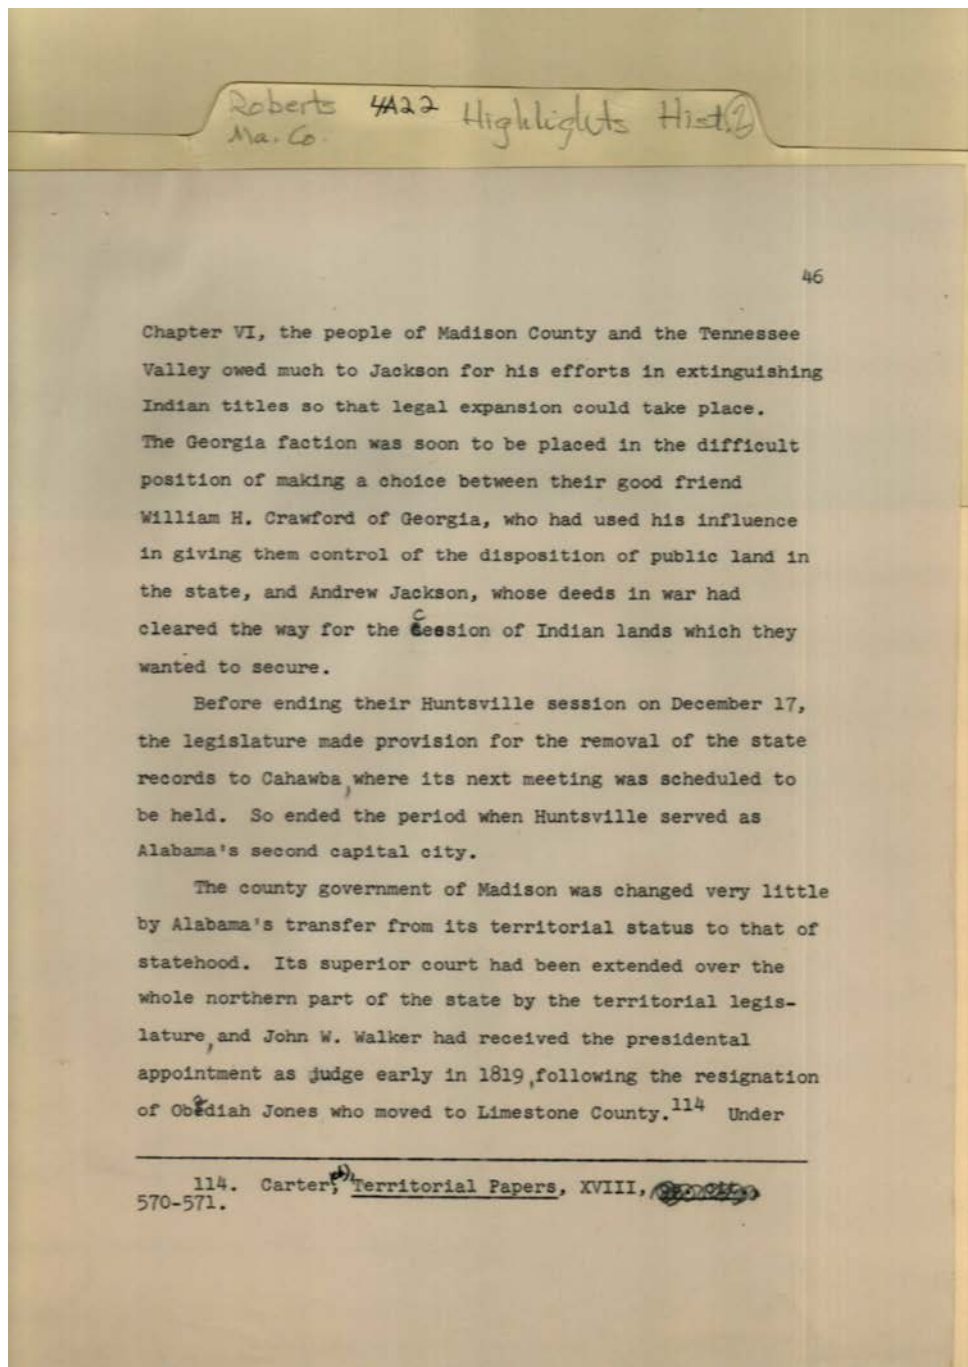 Roberts 4A22 Highlights Hist. 2
Ma. Co.
46
Chapter VI, the people of Madison County and the Tennessee
Valley owed much to Jackson for his efforts in extinguishing
Indian titles so that legal expansion could take place.
The Georgia faction was soon to be placed in the difficult
position of making a choice between their good friend
William H. Crawford of Georgia, who had used his influence
in giving them control of the disposition of public land in
the state, and Andrew Jackson, whose deeds in war had
cleared the way for the cession of Indian lands which they
wanted to secure.
Before ending their Huntsville session on December 17,
the legislature made provision for the removal of the state
records to Cahawba, where its next meeting was scheduled to
be held. So ended the period when Huntsville served as
Alabama's second capital city.
The county government of Madison was changed very little
by Alabama's transfer from its territorial status to that of
statehood. Its superior court had been extended over the
whole northern part of the state by the territorial legis-
lature, and John W. Walker had received the presidental
appointment as judge early in 1819, following the resignation
of Obadiah Jones who moved to Limestone County.114 Under
114. Carter, Territorial Papers, XVIII,
570-571.